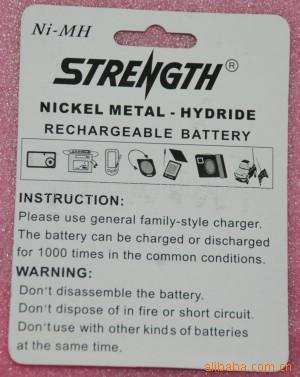 Ni-MH
STRENGTH®
NICKEL METAL - HYDRIDE
RECHARGEABLE BATTERY
INSTRUCTION:
Please use general family-style charger.
The battery can be charged or discharged
for 1000 times in the common conditions.
WARNING:
Don't disassemble the battery.
Don't dispose of in fire or short circuit.
Don't use with other kinds of batteries
at the same time.
alibaba.com.cn